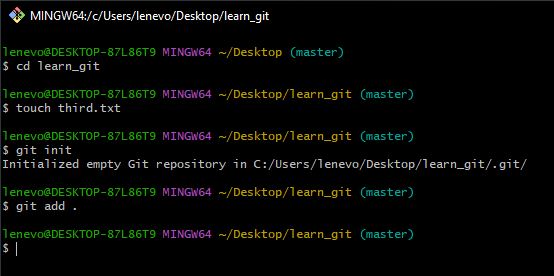 MINGW64:/c/Users/lenevo/Desktop/learn_git
lenevo@DESKTOP-87L86T9 MINGW64 ~/Desktop (master)
$ cd learn_git
lenevo@DESKTOP-87L86T9 MINGW64 ~/Desktop/learn_git (master)
$ touch third.txt
lenevo@DESKTOP-87L86T9 MINGW64 ~/Desktop/learn_git (master)
$ git init
Initialized empty Git repository in C:/Users/lenevo/Desktop/learn_git/.git/
lenevo@DESKTOP-87L86T9 MINGW64 ~/Desktop/learn_git (master)
$ git add .
lenevo@DESKTOP-87L86T9 MINGW64 ~/Desktop/learn_git (master)
$